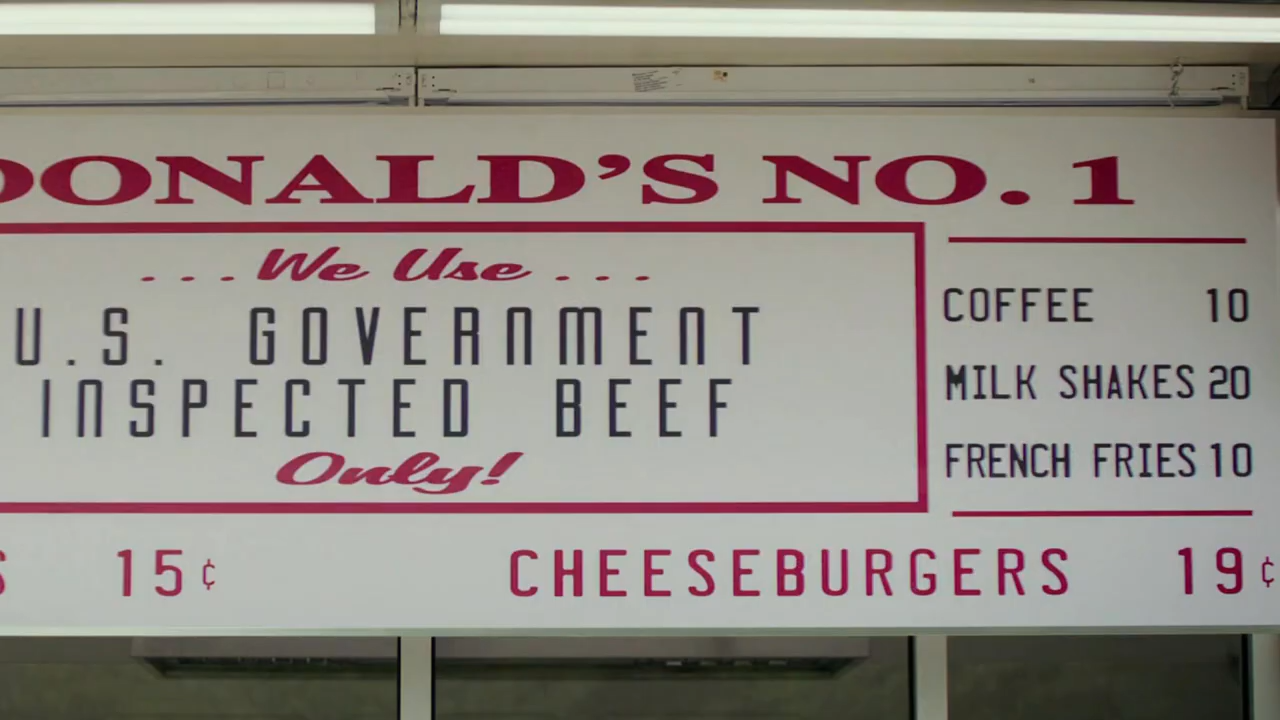 DONALD'S NO. 1
...We Use...
U.S. GOVERNMENT
INSPECTED BEEF
Only!
COFFEE 10
MILK SHAKES 20
FRENCH FRIES 10
S 15¢
CHEESEBURGERS 19¢